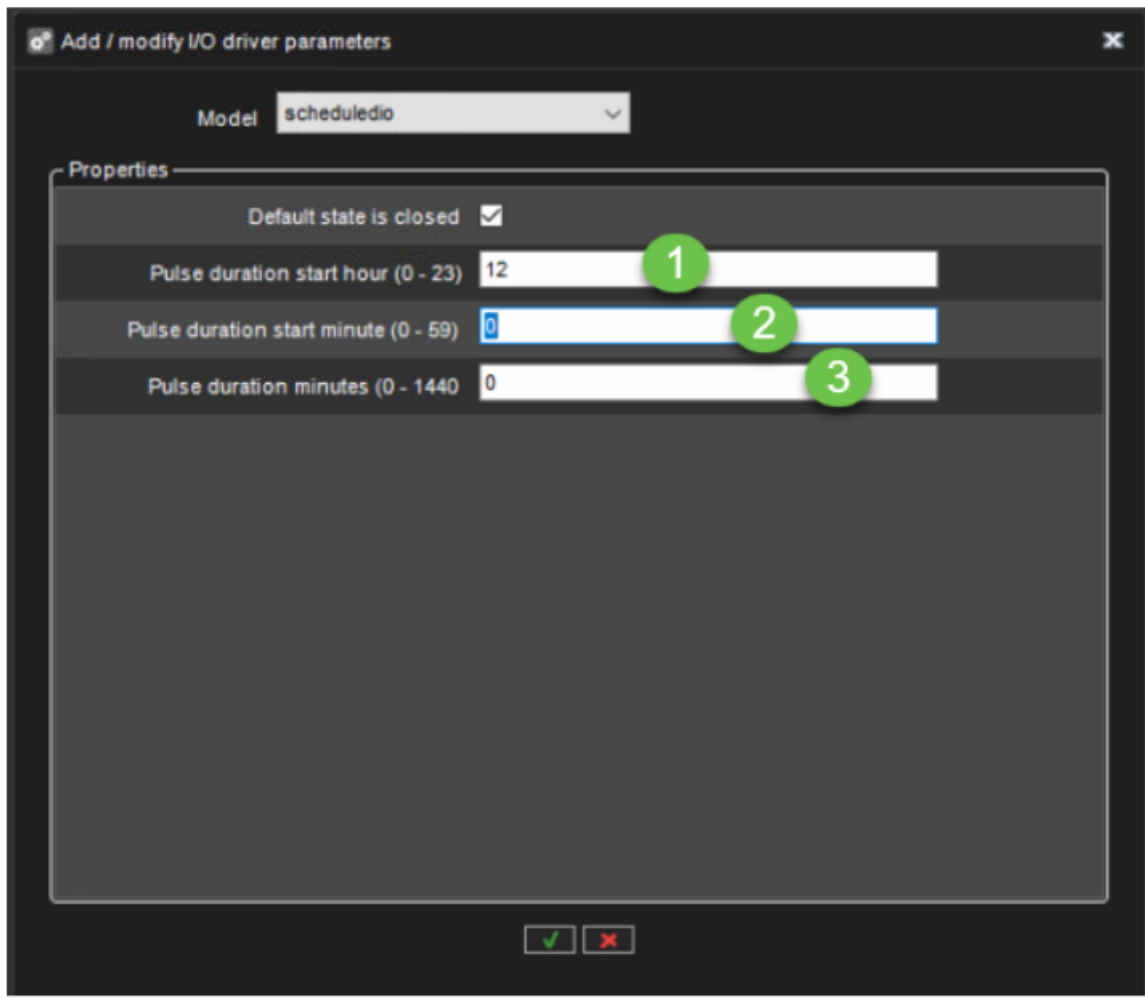 Add / modify I/O driver parameters
Model scheduledio
Properties
Default state is closed
Pulse duration start hour (0 - 23) 12 1
Pulse duration start minute (0 - 59) 0 2
Pulse duration minutes (0 - 1440 0 3